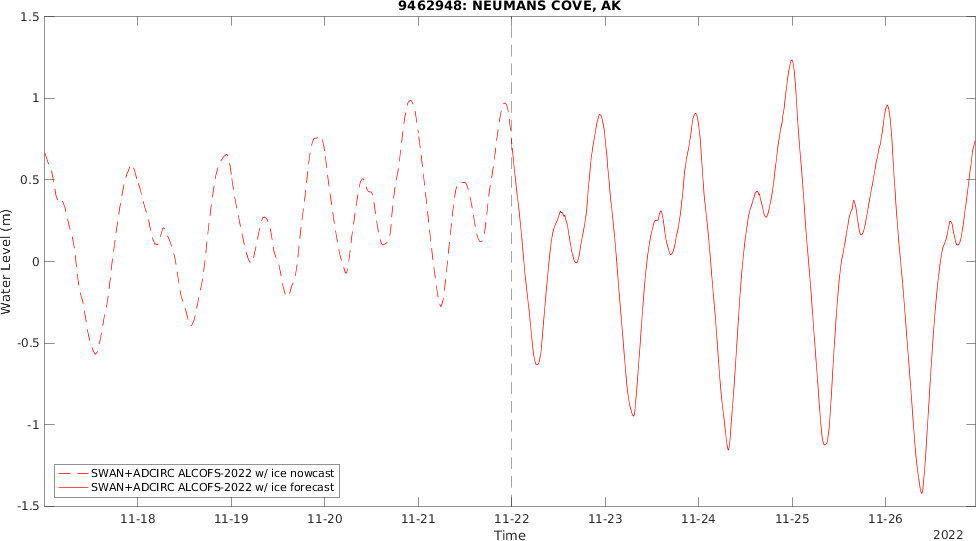 9462948: NEUMANS COVE, AK
1.5
1
0.5
0
-0.5
-1
-1.5
Water Level (m)
SWAN+ADCIRC ALCOFS-2022 w/ ice nowcast
SWAN+ADCIRC ALCOFS-2022 w/ ice forecast
11-18 11-19 11-20 11-21 11-22 11-23 11-24 11-25 11-26
Time
2022